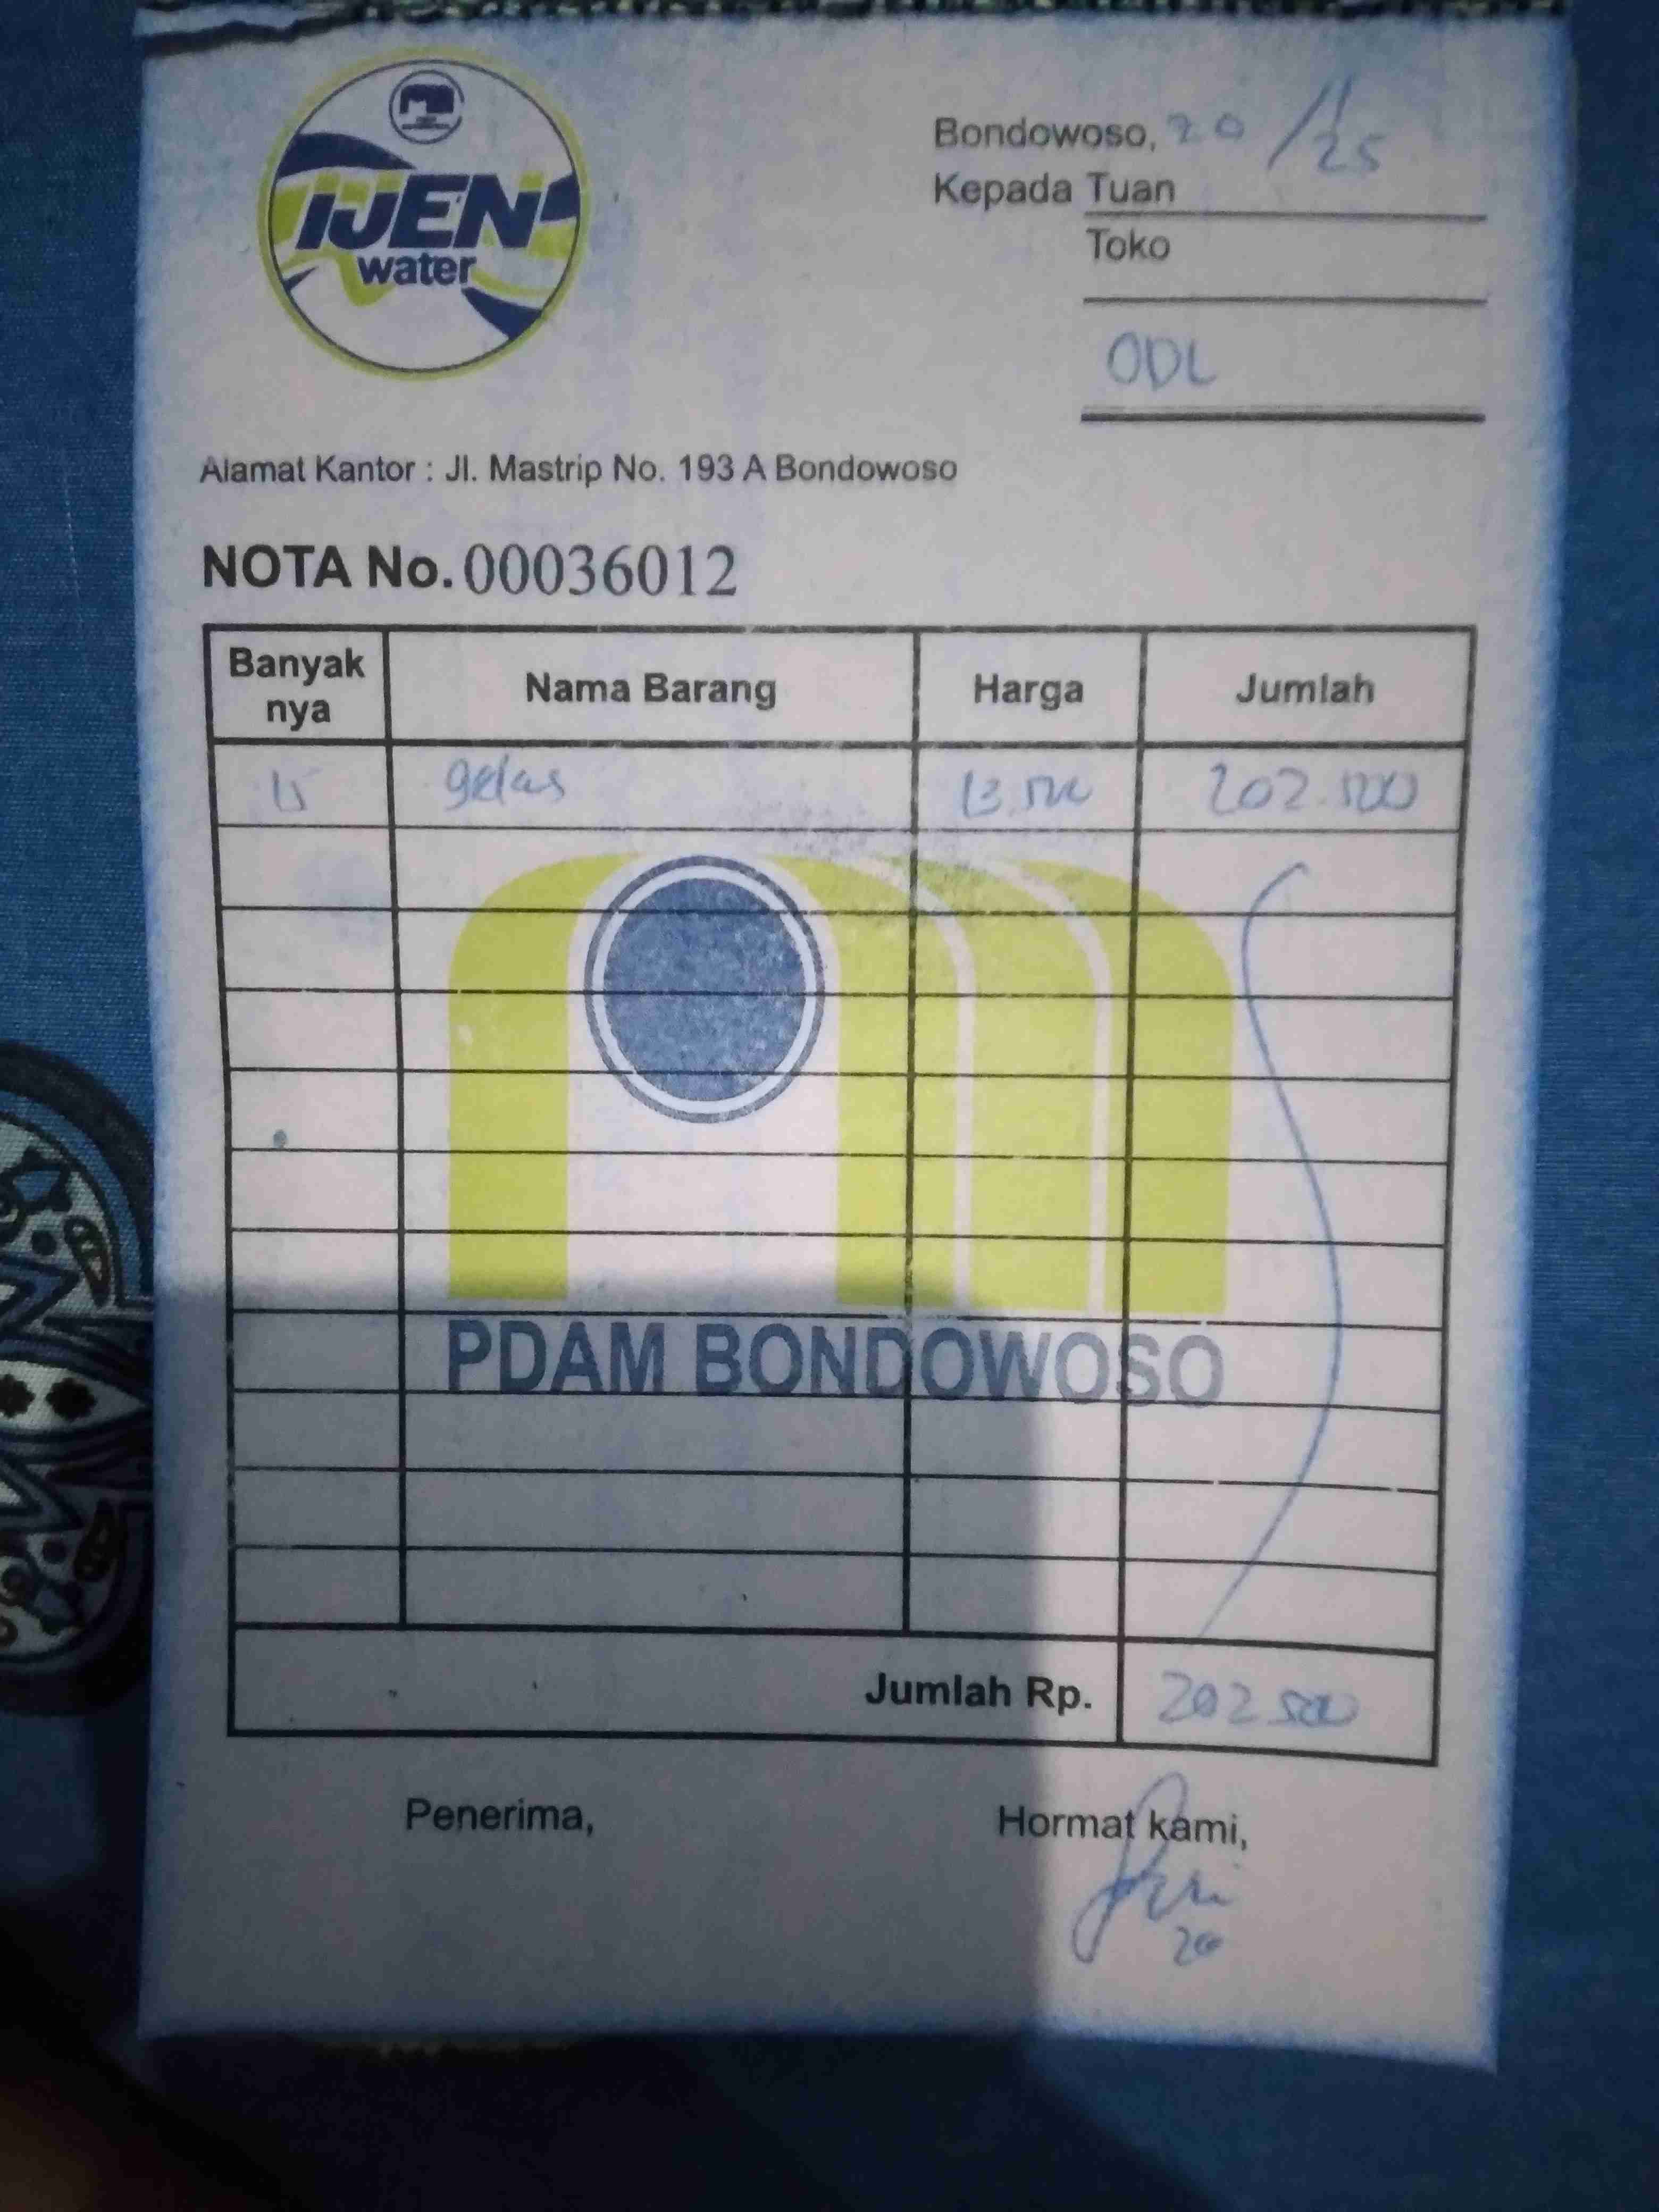 IJEN
water
Bondowoso, 20 / 11 25
Kepada Tuan
Toko
ODL
Alamat Kantor : Jl. Mastrip No. 193 A Bondowoso
NOTA No. 00036012
Banyak nya Nama Barang Harga Jumlah
15 gelas 13.500 202.500
PDAM BONDOWOSO
Jumlah Rp. 202 500
Penerima, Hormat kami,